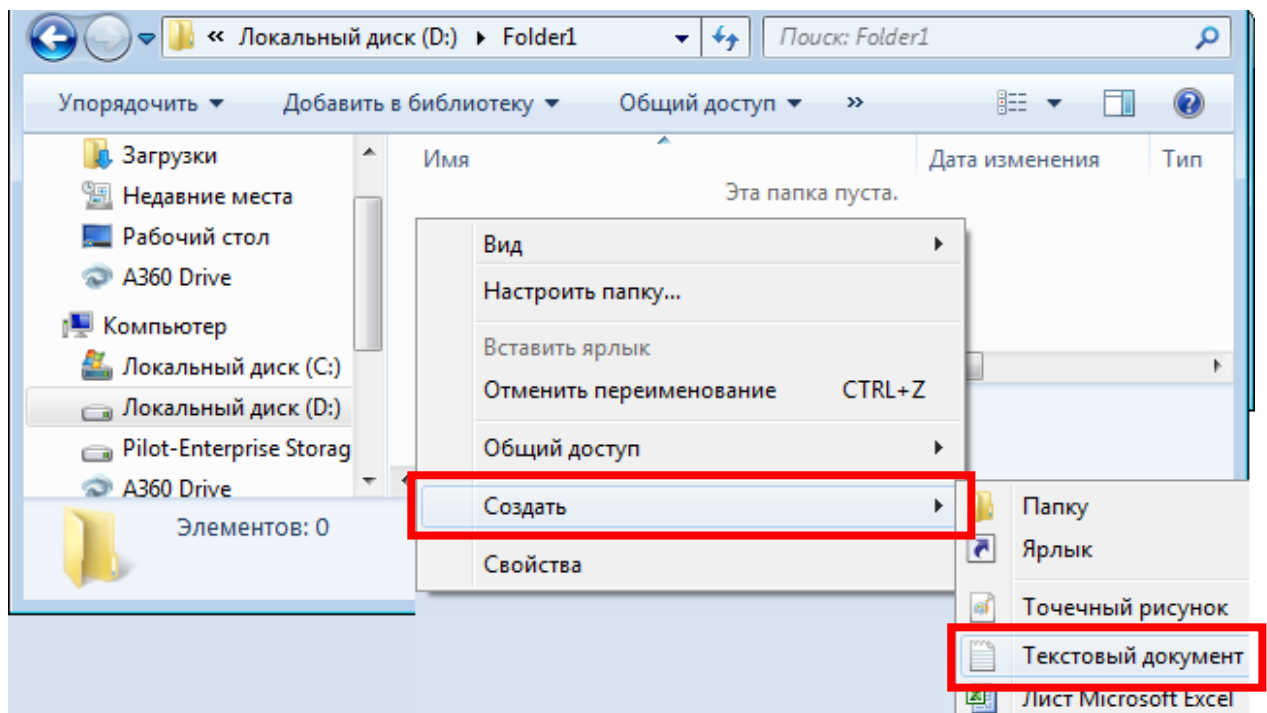 « Локальный диск (D:) Folder1 Поиск: Folder1
Упорядочить Добавить в библиотеку Общий доступ »
Загрузки
Недавние места
Рабочий стол
A360 Drive
Компьютер
Локальный диск (C:)
Локальный диск (D:)
Pilot-Enterprise Storag
A360 Drive
Имя Дата изменения Тип
Эта папка пуста.
Вид
Настроить папку...
Вставить ярлык
Отменить переименование CTRL+Z
Общий доступ
Создать
Свойства
Папку
Ярлык
Точечный рисунок
Текстовый документ
Лист Microsoft Excel
Элементов: 0